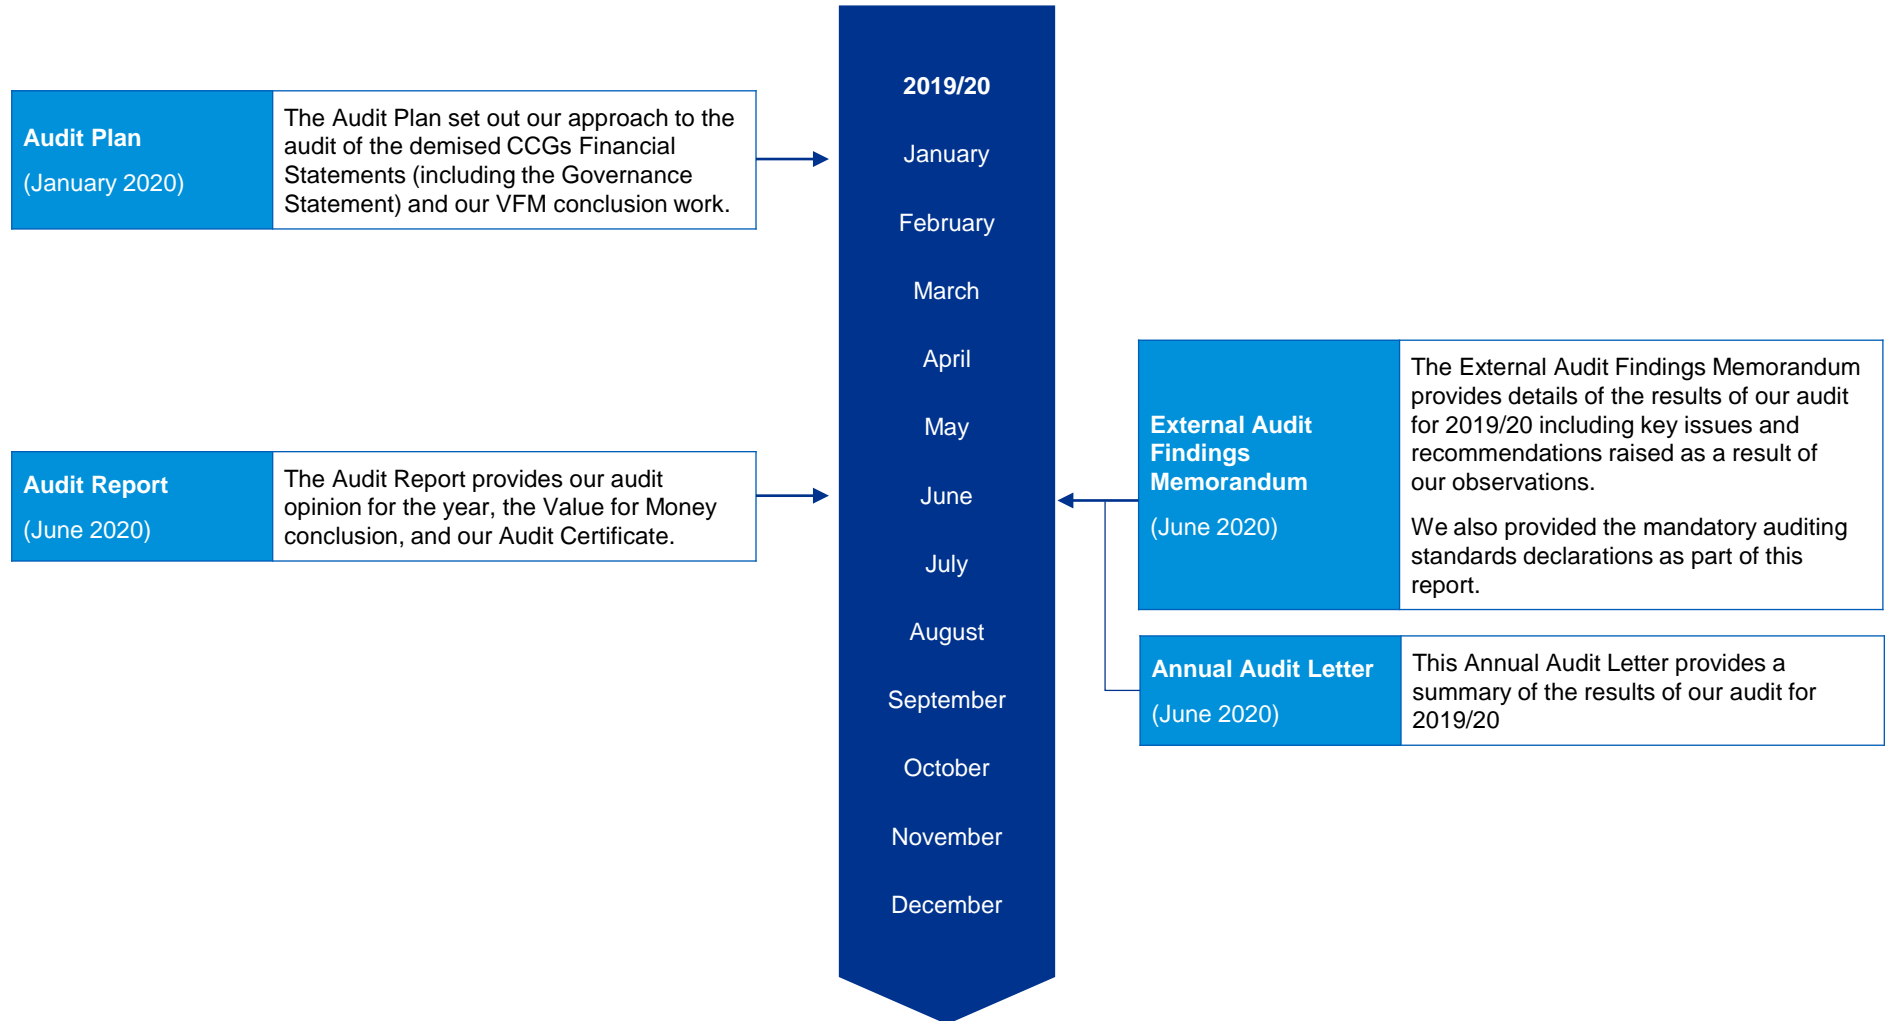 Audit Plan
(January 2020)
The Audit Plan set out our approach to the
audit of the demised CCGs Financial
Statements (including the Governance
Statement) and our VFM conclusion work.
Audit Report
(June 2020)
The Audit Report provides our audit
opinion for the year, the Value for Money
conclusion, and our Audit Certificate.
2019/20
January
February
March
April
May
June
July
August
September
October
November
December
External Audit
Findings
Memorandum
(June 2020)
The External Audit Findings Memorandum
provides details of the results of our audit
for 2019/20 including key issues and
recommendations raised as a result of
our observations.
We also provided the mandatory auditing
standards declarations as part of this
report.
Annual Audit Letter
(June 2020)
This Annual Audit Letter provides a
summary of the results of our audit for
2019/20